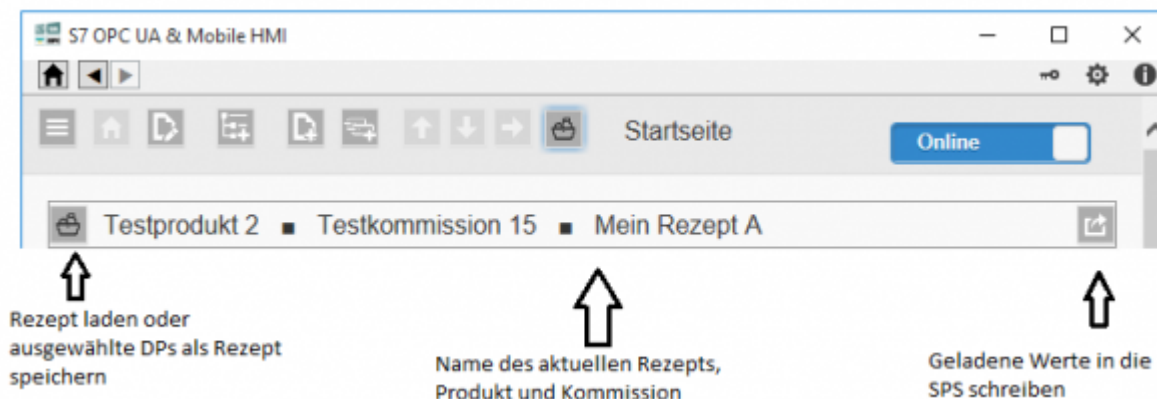 S7 OPC UA & Mobile HMI
Startseite
Online
Testprodukt 2 ■ Testkommission 15 ■ Mein Rezept A
Rezept laden oder
ausgewählte DPs als Rezept
speichern
Name des aktuellen Rezepts,
Produkt und Kommission
Geladene Werte in die
SPS schreiben